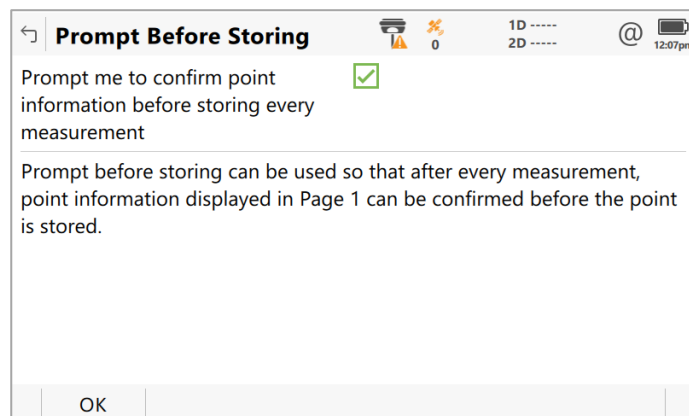 Prompt Before Storing
0
1D -----
2D -----
@
12:07pm
Prompt me to confirm point
information before storing every
measurement
Prompt before storing can be used so that after every measurement,
point information displayed in Page 1 can be confirmed before the point
is stored.
OK